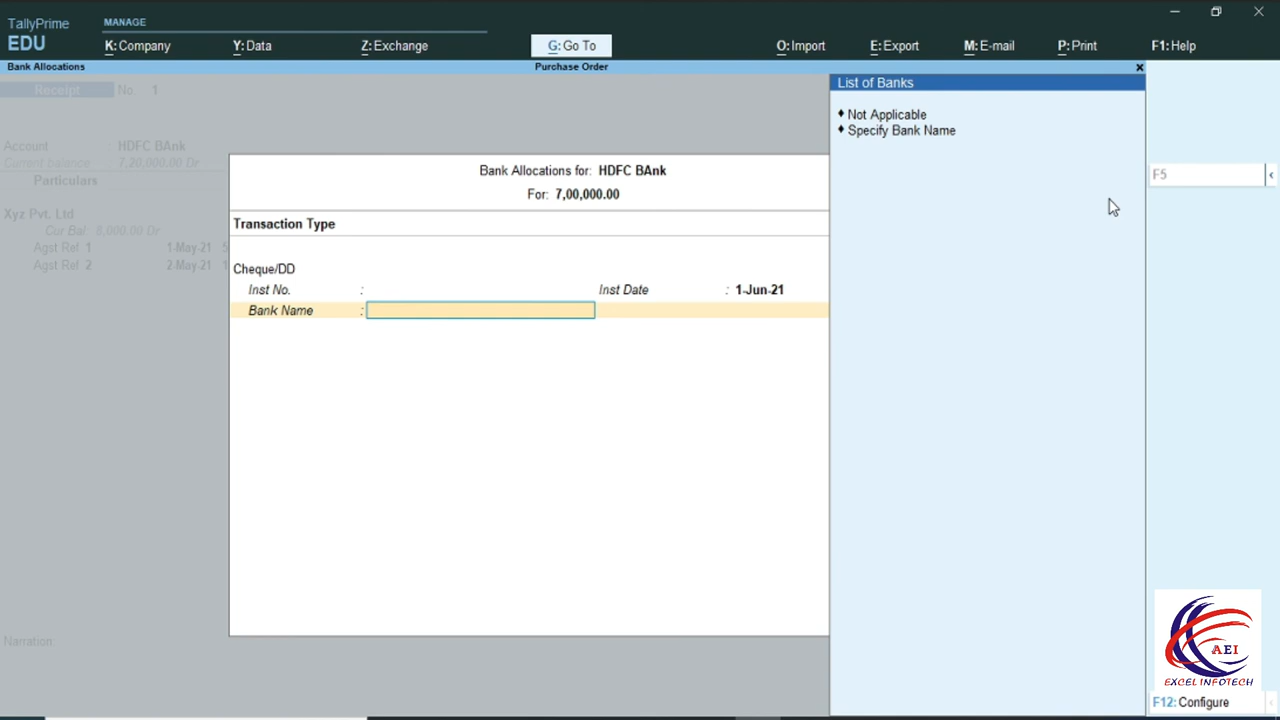 TallyPrime
EDU
MANAGE
K: Company
Y: Data
Z: Exchange
G: Go To
O: Import
E: Export
M: E-mail
P: Print
F1: Help
Bank Allocations
Purchase Order
Receipt No. 1
Account : HDFC BAnk
Current balance : 7,20,000.00 Dr
Particulars
Xyz Pvt. Ltd
Cur Bal: 8,000.00 Dr
Agst Ref 1 1-May-21
Agst Ref 2 2-May-21
Narration:
Bank Allocations for: HDFC BAnk
For: 7,00,000.00
Transaction Type
Cheque/DD
Inst No. :
Inst Date : 1-Jun-21
Bank Name :
List of Banks
♦ Not Applicable
♦ Specify Bank Name
F5
AEI
EXCEL INFOTECH
F12: Configure